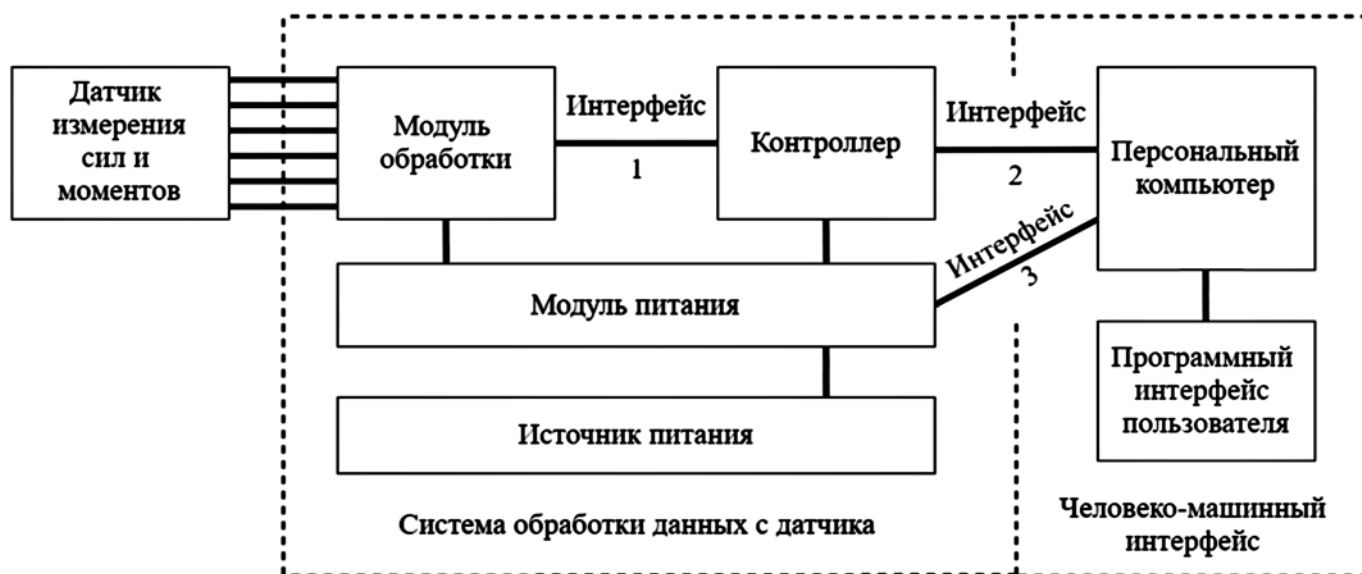 Датчик
измерения
сил и
моментов
Модуль
обработки
Интерфейс
1
Контроллер
Интерфейс
2
Персональный
компьютер
Интерфейс
3
Модуль питания
Источник питания
Программный
интерфейс
пользователя
Система обработки данных с датчика
Человеко-машинный
интерфейс